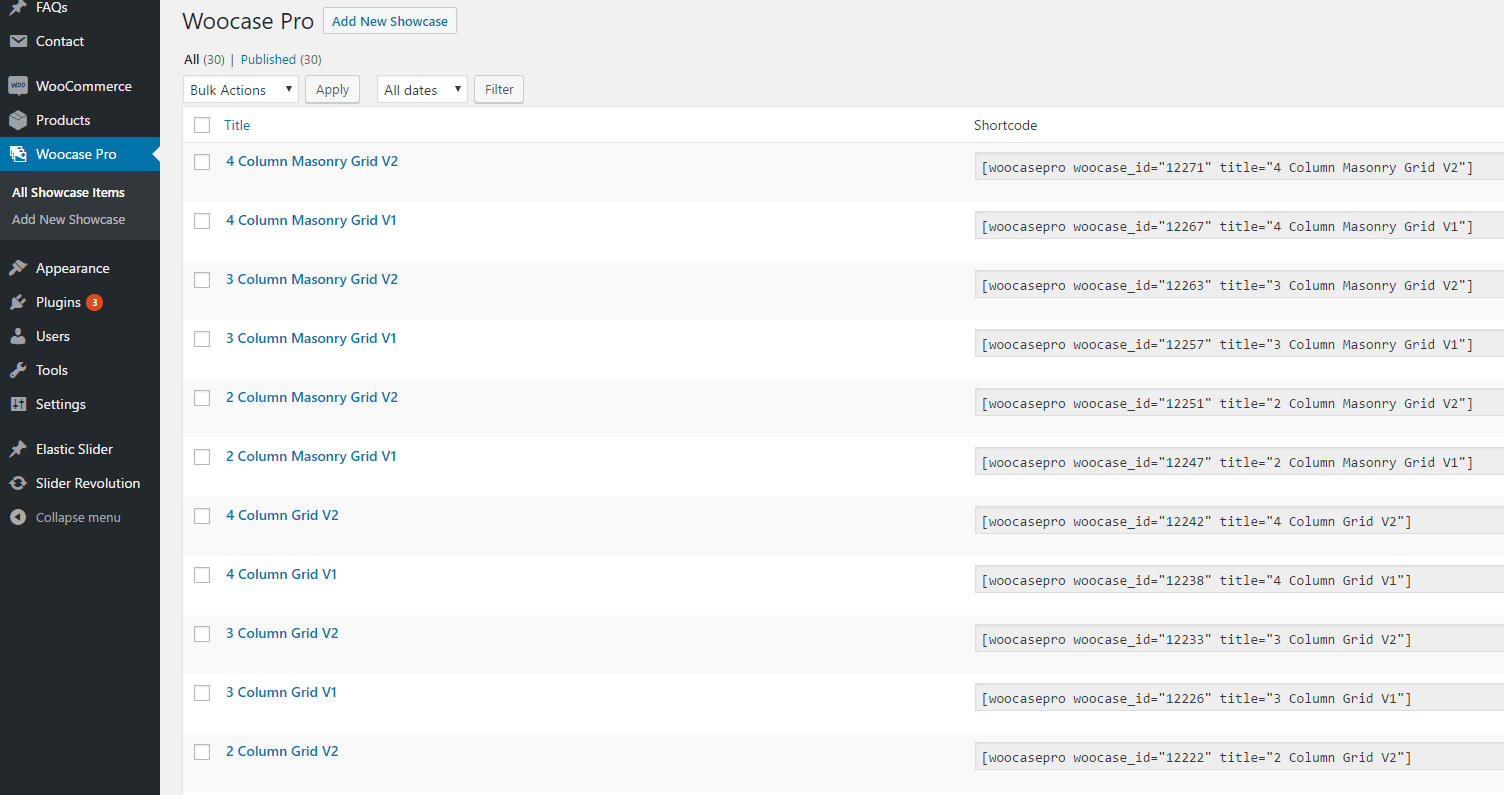 FAQs
Contact
WooCommerce
Products
Woocase Pro
All Showcase Items
Add New Showcase
Appearance
Plugins 3
Users
Tools
Settings
Elastic Slider
Slider Revolution
Collapse menu
Woocase Pro Add New Showcase
All (30) | Published (30)
Bulk Actions Apply All dates Filter
Title Shortcode
4 Column Masonry Grid V2 [woocasepro woocase_id="12271" title="4 Column Masonry Grid V2"]
4 Column Masonry Grid V1 [woocasepro woocase_id="12267" title="4 Column Masonry Grid V1"]
3 Column Masonry Grid V2 [woocasepro woocase_id="12263" title="3 Column Masonry Grid V2"]
3 Column Masonry Grid V1 [woocasepro woocase_id="12257" title="3 Column Masonry Grid V1"]
2 Column Masonry Grid V2 [woocasepro woocase_id="12251" title="2 Column Masonry Grid V2"]
2 Column Masonry Grid V1 [woocasepro woocase_id="12247" title="2 Column Masonry Grid V1"]
4 Column Grid V2 [woocasepro woocase_id="12242" title="4 Column Grid V2"]
4 Column Grid V1 [woocasepro woocase_id="12238" title="4 Column Grid V1"]
3 Column Grid V2 [woocasepro woocase_id="12233" title="3 Column Grid V2"]
3 Column Grid V1 [woocasepro woocase_id="12226" title="3 Column Grid V1"]
2 Column Grid V2 [woocasepro woocase_id="12222" title="2 Column Grid V2"]